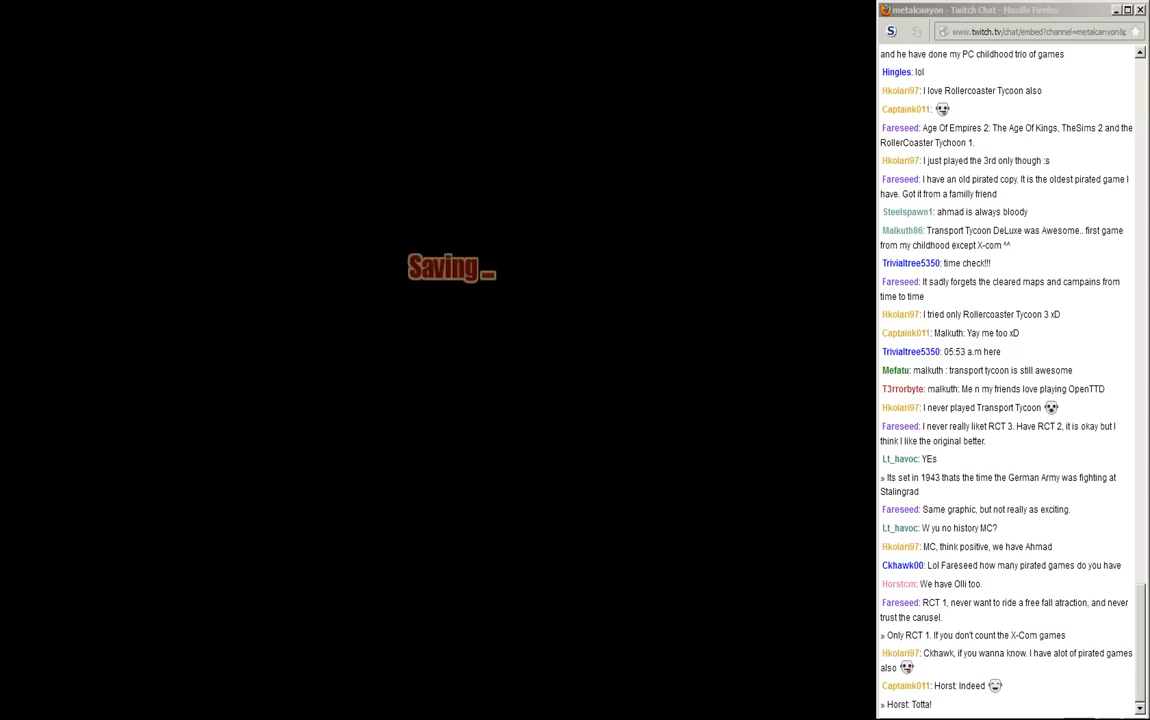 metalcanyon - Twitch Chat - Mozilla Firefox
www.twitch.tv/chat/embed?channel=metalcanyon&p
and he have done my PC childhood trio of games
Hingles: lol
Hkolari97: I love Rollercoaster Tycoon also
Captaink011:
Fareseed: Age Of Empires 2: The Age Of Kings, TheSims 2 and the
RollerCoaster Tychoon 1.
Hkolari97: I just played the 3rd only though :s
Fareseed: I have an old pirated copy. It is the oldest pirated game I
have. Got it from a familly friend
Steelspawn1: ahmad is always bloody
Malkuth86: Transport Tycoon DeLuxe was Awesome.. first game
from my childhood except X-com ^^
Trivialtree5350: time check!!!
Fareseed: It sadly forgets the cleared maps and campains from
time to time
Hkolari97: I tried only Rollercoaster Tycoon 3 xD
Captaink011: Malkuth: Yay me too xD
Trivialtree5350: 05:53 a.m here
Mefatu: malkuth : transport tycoon is still awesome
T3rrorbyte: malkuth: Me n my friends love playing OpenTTD
Hkolari97: I never played Transport Tycoon
Fareseed: I never really liket RCT 3. Have RCT 2, it is okay but I
think I like the original better.
Lt_havoc: YEs
» Its set in 1943 thats the time the German Army was fighting at
Stalingrad
Fareseed: Same graphic, but not really as exciting.
Lt_havoc: W yu no history MC?
Hkolari97: MC, think positive, we have Ahmad
Ckhawk00: Lol Fareseed how many pirated games do you have
Horstcm: We have Olli too.
Fareseed: RCT 1, never want to ride a free fall atraction, and never
trust the carusel.
» Only RCT 1. If you don't count the X-Com games
Hkolari97: Ckhawk, if you wanna know. I have alot of pirated games
also
Captaink011: Horst: Indeed
» Horst: Totta!
Saving ...